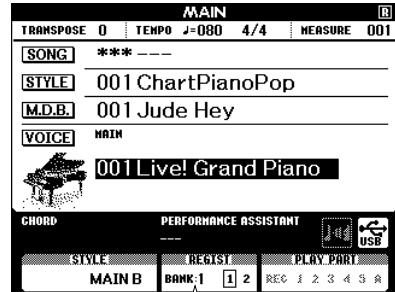 MAIN R
TRANSPOSE 0 TEMPO ♩=080 4/4 MEASURE 001
SONG *** ---
STYLE 001 ChartPianoPop
M.D.B. 001 Jude Hey
VOICE MAIN
001 Live! Grand Piano
CHORD PERFORMANCE ASSISTANT
---
USB
STYLE REGIST PLAY PART
MAIN B BANK:1 1 2 REC 1 2 3 4 5 A